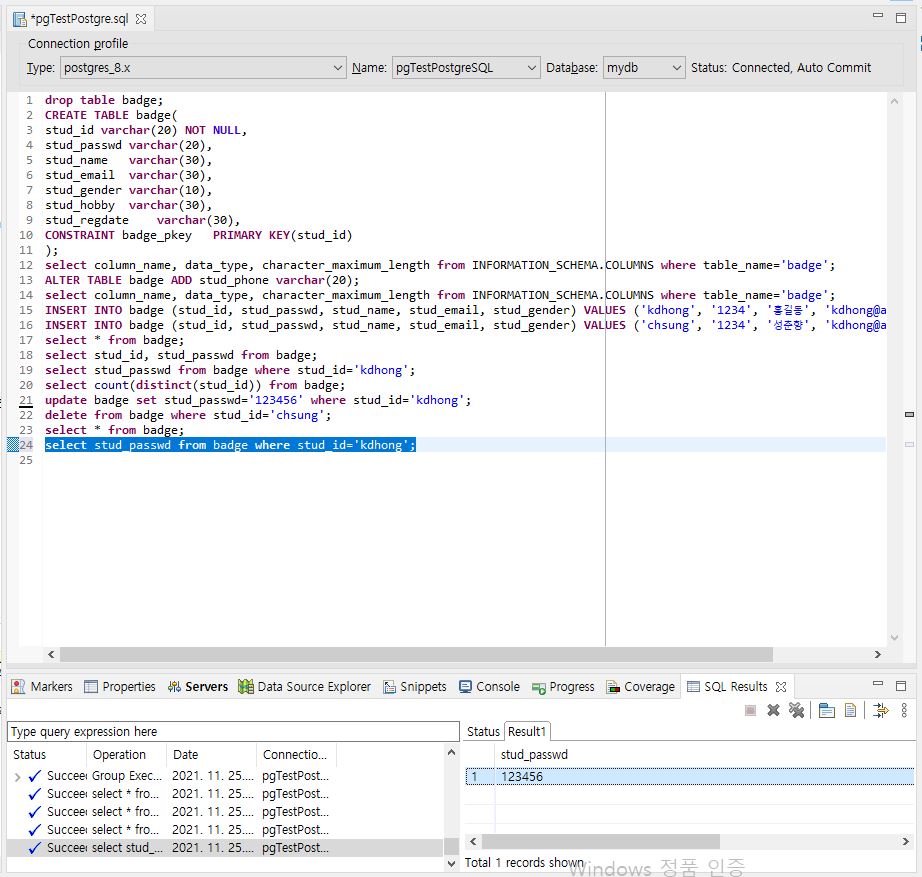 *pgTestPostgre.sql
Connection profile
Type: postgres_8.x Name: pgTestPostgreSQL Database: mydb Status: Connected, Auto Commit
1 drop table badge;
2 CREATE TABLE badge(
3 stud_id varchar(20) NOT NULL,
4 stud_passwd varchar(20),
5 stud_name varchar(30),
6 stud_email varchar(30),
7 stud_gender varchar(10),
8 stud_hobby varchar(30),
9 stud_regdate varchar(30),
10 CONSTRAINT badge_pkey PRIMARY KEY(stud_id)
11 );
12 select column_name, data_type, character_maximum_length from INFORMATION_SCHEMA.COLUMNS where table_name='badge';
13 ALTER TABLE badge ADD stud_phone varchar(20);
14 select column_name, data_type, character_maximum_length from INFORMATION_SCHEMA.COLUMNS where table_name='badge';
15 INSERT INTO badge (stud_id, stud_passwd, stud_name, stud_email, stud_gender) VALUES ('kdhong', '1234', '홍길동', 'kdhong@a
16 INSERT INTO badge (stud_id, stud_passwd, stud_name, stud_email, stud_gender) VALUES ('chsung', '1234', '성준향', 'kdhong@a
17 select * from badge;
18 select stud_id, stud_passwd from badge;
19 select stud_passwd from badge where stud_id='kdhong';
20 select count(distinct(stud_id)) from badge;
21 update badge set stud_passwd='123456' where stud_id='kdhong';
22 delete from badge where stud_id='chsung';
23 select * from badge;
24 select stud_passwd from badge where stud_id='kdhong';
25
Markers Properties Servers Data Source Explorer Snippets Console Progress Coverage SQL Results
Type query expression here
Status Operation Date Connectio...
Succee Group Exec... 2021. 11. 25.... pgTestPost...
Succee select * fro... 2021. 11. 25.... pgTestPost...
Succee select * fro... 2021. 11. 25.... pgTestPost...
Succee select * fro... 2021. 11. 25.... pgTestPost...
Succee select stud_... 2021. 11. 25.... pgTestPost...
Status Result1
stud_passwd
1 123456
Total 1 records shown
Windows 정품 인증